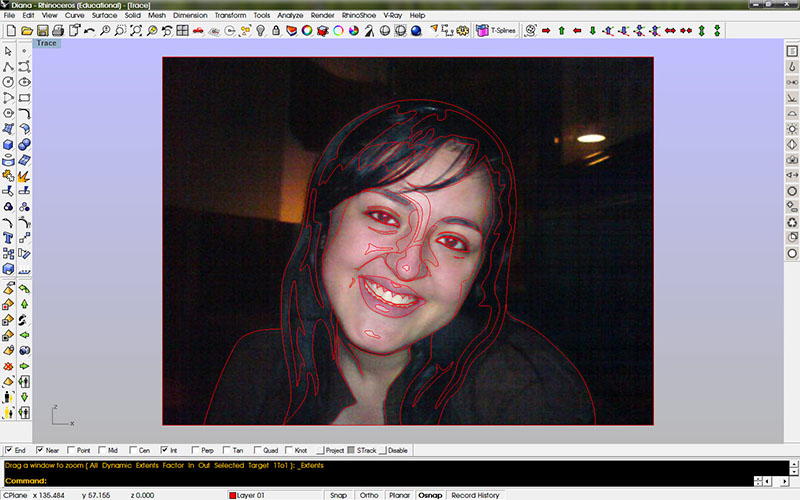 Diana - Rhinoceros (Educational) - [Trace]
File Edit View Curve Surface Solid Mesh Dimension Transform Tools Analyze Render RhinoShoe V-Ray Help
T-Splines
Trace
z
x
End Near Point Mid Cen Int Perp Tan Quad Knot Project STrack Disable
Drag a window to zoom ( All Dynamic Extents Factor In Out Selected Target 1To1 ): _Extents
Command:
CPlane x 135.484 y 57.155 z 0.000 Layer 01 Snap Ortho Planar Osnap Record History